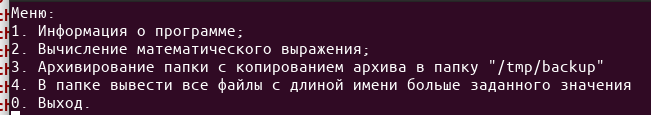 Меню:
1. Информация о программе;
2. Вычисление математического выражения;
3. Архивирование папки с копированием архива в папку "/tmp/backup"
4. В папке вывести все файлы с длиной имени больше заданного значения
0. Выход.